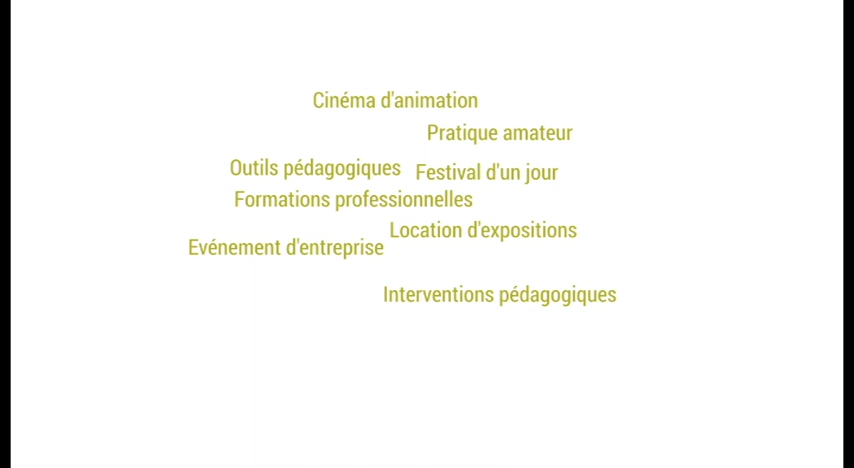 Cinéma d'animation
Pratique amateur
Outils pédagogiques
Festival d'un jour
Formations professionnelles
Location d'expositions
Evénement d'entreprise
Interventions pédagogiques